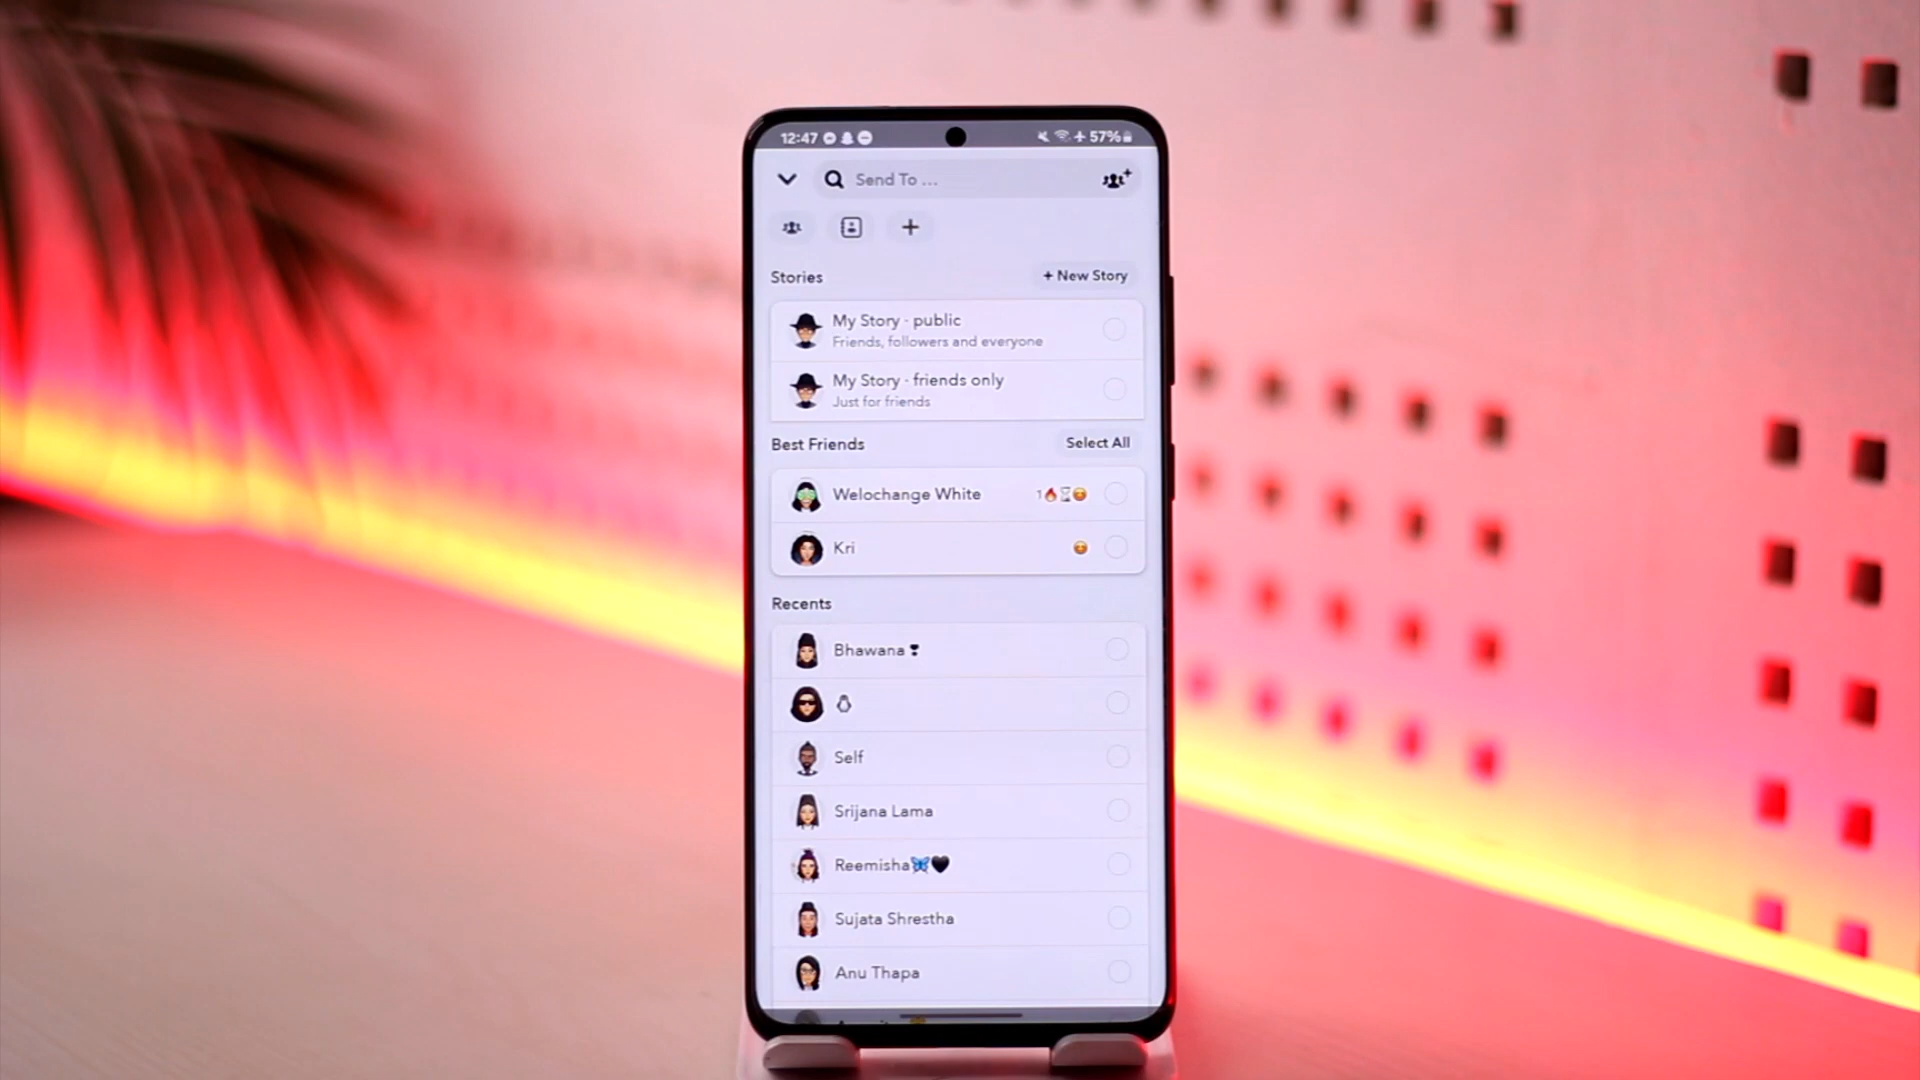 12:47 57%
Send To ...
Stories + New Story
My Story · public
Friends, followers and everyone
My Story · friends only
Just for friends
Best Friends Select All
Welochange White 1🔥⌛😊
Kri 😊
Recents
Bhawana ❣
🐧
Self
Srijana Lama
Reemisha🦋🖤
Sujata Shrestha
Anu Thapa